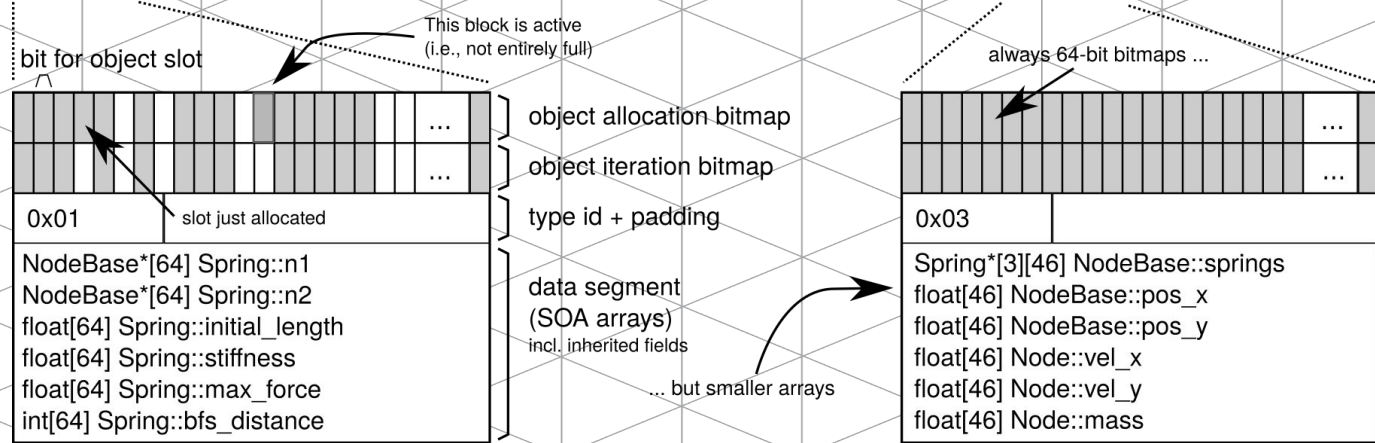 This block is active
(i.e., not entirely full)
bit for object slot
always 64-bit bitmaps ...
...
object allocation bitmap
...
...
object iteration bitmap
...
0x01
slot just allocated
type id + padding
0x03
NodeBase*[64] Spring::n1
NodeBase*[64] Spring::n2
float[64] Spring::initial_length
float[64] Spring::stiffness
float[64] Spring::max_force
int[64] Spring::bfs_distance
data segment
(SOA arrays)
incl. inherited fields
... but smaller arrays
Spring*[3][46] NodeBase::springs
float[46] NodeBase::pos_x
float[46] NodeBase::pos_y
float[46] Node::vel_x
float[46] Node::vel_y
float[46] Node::mass